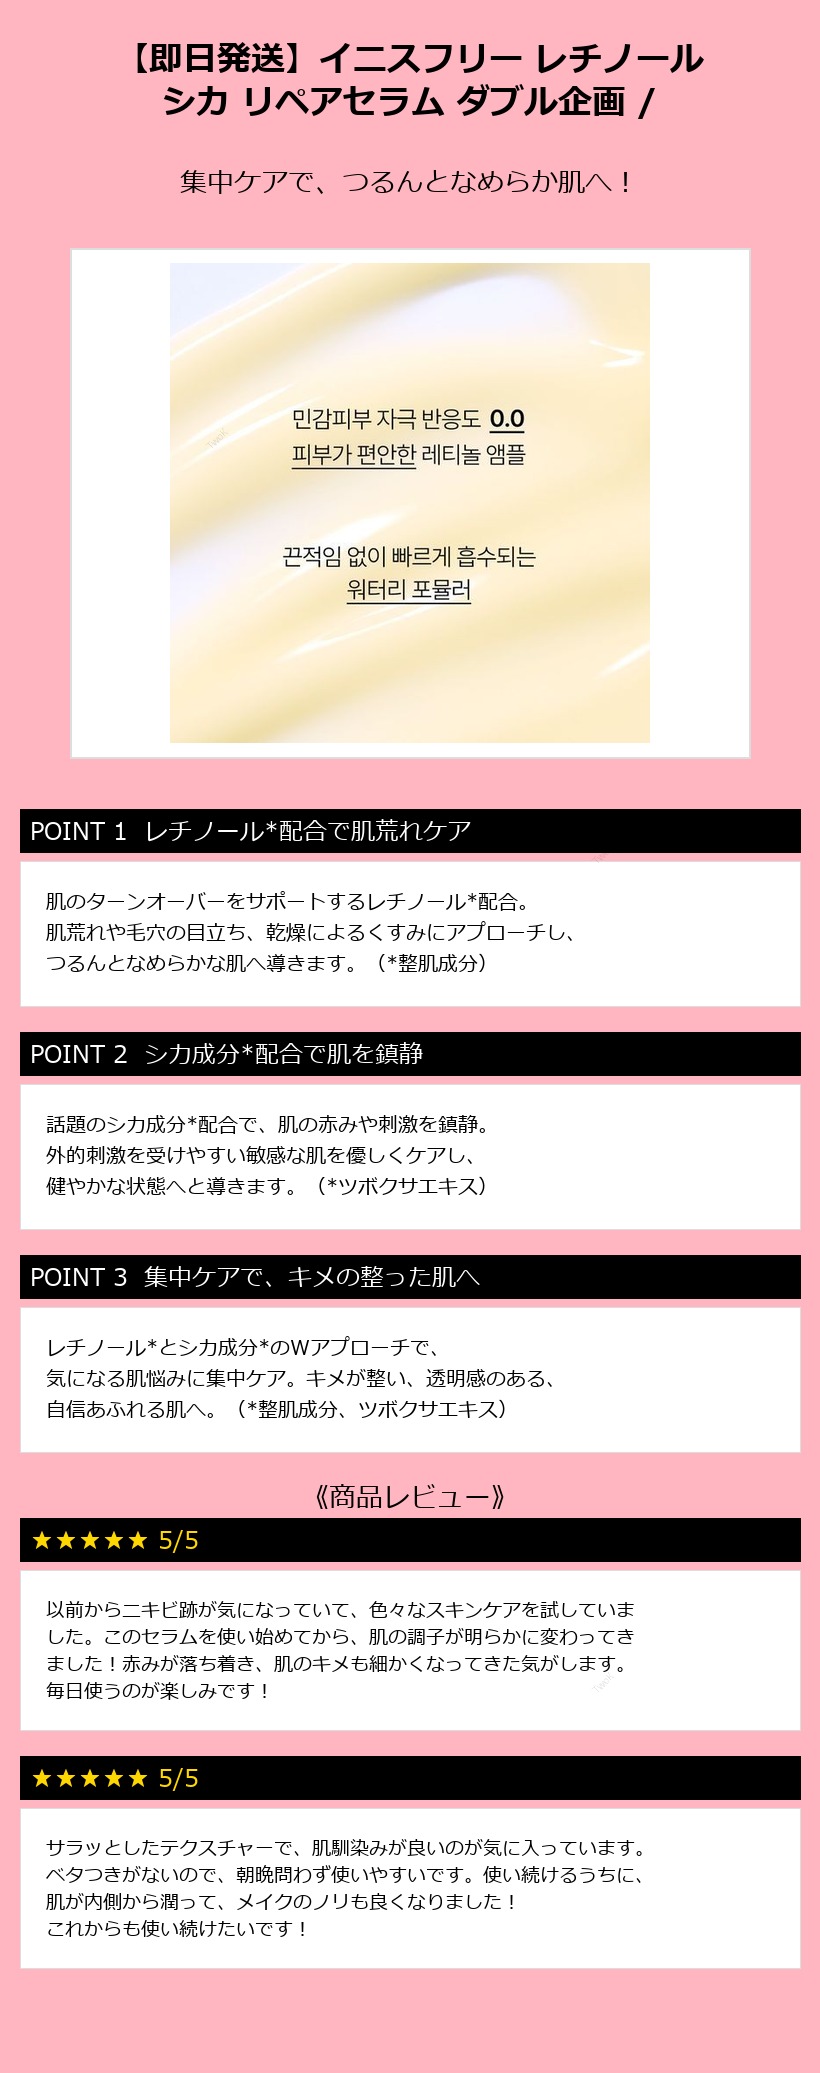 【即日発送】イニスフリー レチノール
シカ リペアセラム ダブル企画 /
集中ケアで、つるんとなめらか肌へ！
민감피부 자극 반응도 0.0
피부가 편안한 레티놀 앰플
끈적임 없이 빠르게 흡수되는
워터리 포뮬러
POINT 1 レチノール*配合で肌荒れケア
肌のターンオーバーをサポートするレチノール*配合。
肌荒れや毛穴の目立ち、乾燥によるくすみにアプローチし、
つるんとなめらかな肌へ導きます。（*整肌成分）
POINT 2 シカ成分*配合で肌を鎮静
話題のシカ成分*配合で、肌の赤みや刺激を鎮静。
外的刺激を受けやすい敏感な肌を優しくケアし、
健やかな状態へと導きます。（*ツボクサエキス）
POINT 3 集中ケアで、キメの整った肌へ
レチノール*とシカ成分*のWアプローチで、
気になる肌悩みに集中ケア。キメが整い、透明感のある、
自信あふれる肌へ。（*整肌成分、ツボクサエキス）
《商品レビュー》
★★★★★ 5/5
以前からニキビ跡が気になっていて、色々なスキンケアを試していま
した。このセラムを使い始めてから、肌の調子が明らかに変わってき
ました！赤みが落ち着き、肌のキメも細かくなってきた気がします。
毎日使うのが楽しみです！
★★★★★ 5/5
サラッとしたテクスチャーで、肌馴染みが良いのが気に入っています。
ベタつきがないので、朝晩問わず使いやすいです。使い続けるうちに、
肌が内側から潤って、メイクのノリも良くなりました！
これからも使い続けたいです！